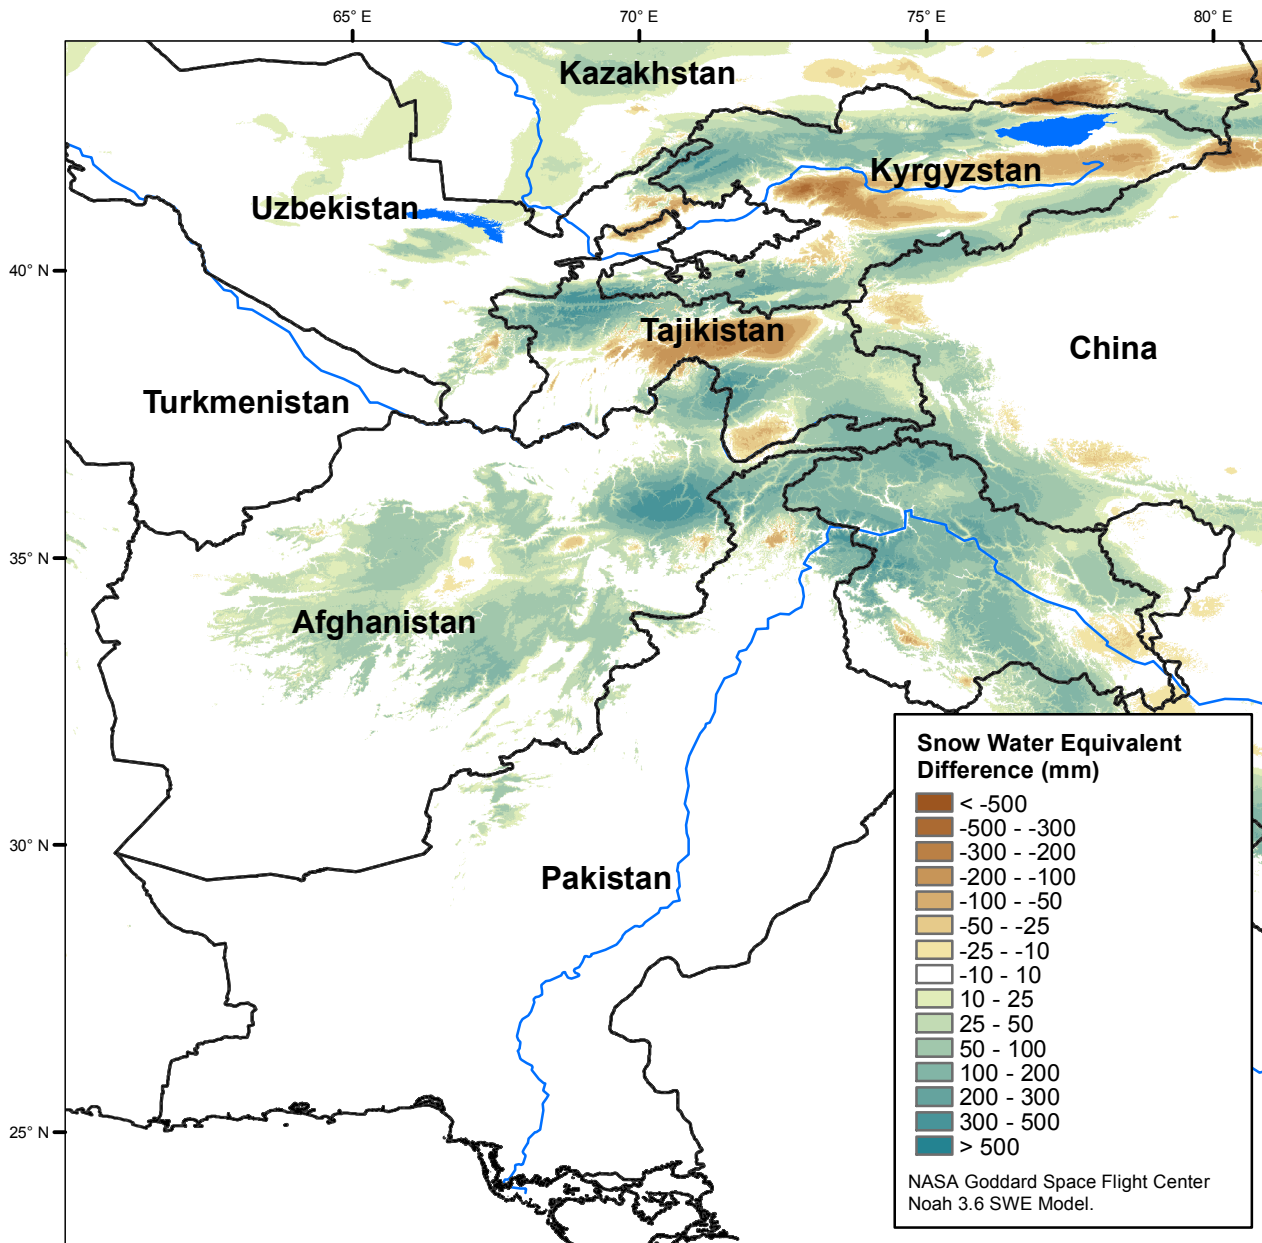 65° E
70° E
75° E
80° E
Kazakhstan
Kyrgyzstan
Uzbekistan
40° N
Tajikistan
China
Turkmenistan
35° N
Afghanistan
Snow Water Equivalent
Difference (mm)
< -500
-500 - -300
-300 - -200
-200 - -100
-100 - -50
-50 - -25
-25 - -10
-10 - 10
10 - 25
25 - 50
50 - 100
100 - 200
200 - 300
300 - 500
> 500
30° N
Pakistan
25° N
NASA Goddard Space Flight Center
Noah 3.6 SWE Model.